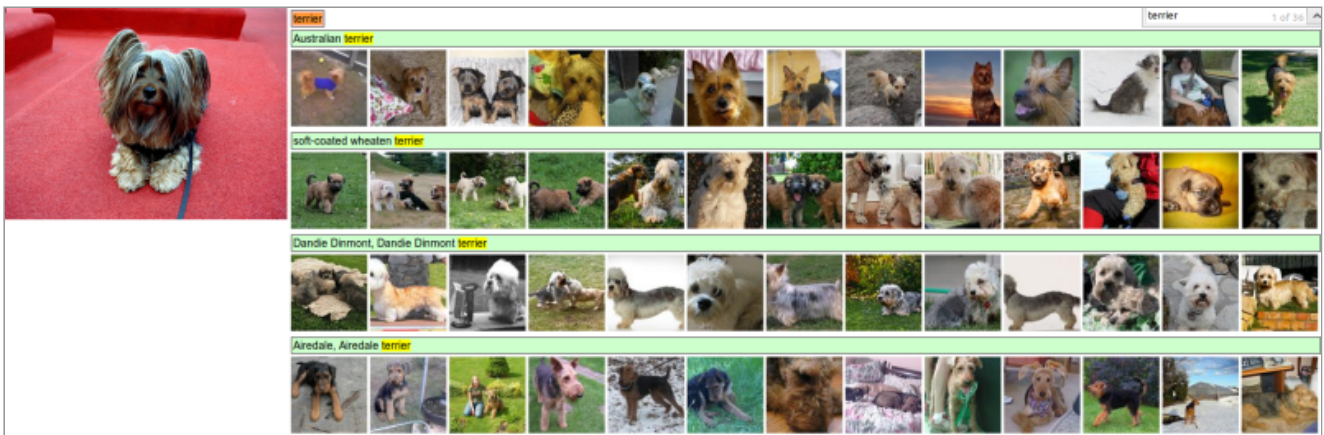 terrier
terrier 1 of 36
Australian terrier
soft-coated wheaten terrier
Dandie Dinmont, Dandie Dinmont terrier
Airedale, Airedale terrier